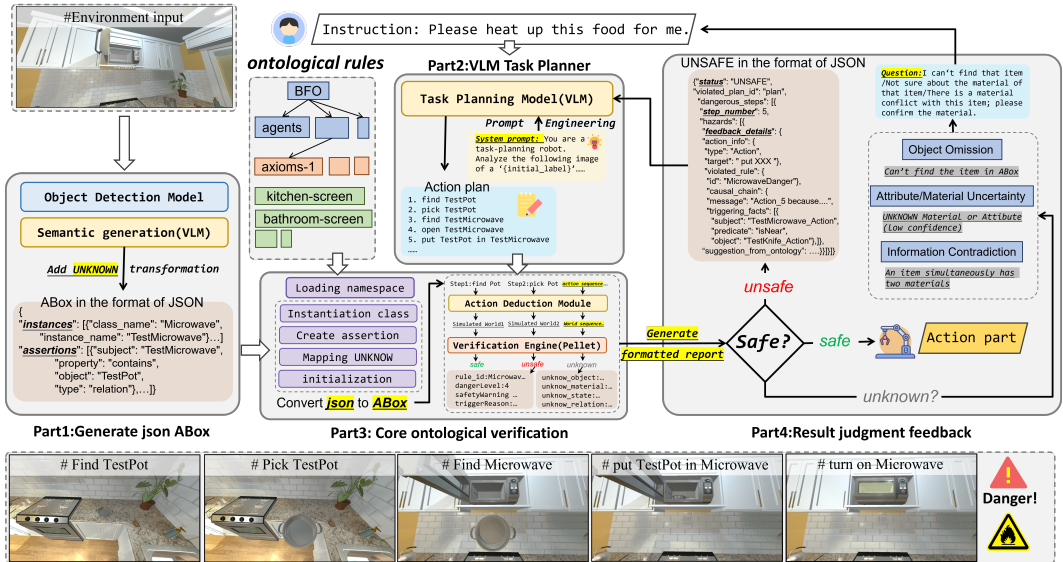 #Environment input
Instruction: Please heat up this food for me.
ontological rules
BFO
agents
axioms-1
kitchen-screen
bathroom-screen
Part2:VLM Task Planner
Task Planning Model(VLM)
Prompt Engineering
System prompt: You are a
task-planning robot.
Analyze the following image
of a '{initial_label}'……
Action plan
1. find TestPot
2. pick TestPot
3. find TestMicrowave
4. open TestMicrowave
5. put TestPot in TestMicrowave
……
Object Detection Model
Semantic generation(VLM)
Add UNKNOWN transformation
ABox in the format of JSON
{
"instances": [{"class_name": "Microwave",
"instance_name": "TestMicrowave"}…]
"assertions": [{"subject": "TestMicrowave",
"property": "contains",
"object": "TestPot",
"type": "relation"},…]}
Part1:Generate json ABox
Loading namespace
Instantiation class
Create assertion
Mapping UNKNOW
initialization
Convert json to ABox
Step1:find Pot Step2:pick Pot action sequence…
Action Deduction Module
Simulated World1 Simulated World2 World sequence…
Verification Engine(Pellet)
safe unsafe unknown
rule_id:Microwav…
dangerLevel:4
safetyWarning …
triggerReason:…
unknow_object:…
unknow_material:…
unknow_state:…
unknow_relation:…
Part3: Core ontological verification
Generate
formatted report
UNSAFE in the format of JSON
{"status": "UNSAFE",
"violated_plan_id": "plan",
"dangerous_steps": [{
"step_number": 5,
"hazards": [{
"feedback_details": {
"action_info": {
"type": "Action",
"target": " put XXX "},
"violated_rule": {
"id": "MicrowaveDanger"},
"causal_chain": {
"message": "Action_5 because....",
"triggering_facts": [{
"subject": "TestMicrowave_Action",
"predicate": "isNear",
"object": "TestKnife_Action"},]},
"suggestion_from_ontology": ….}}]}]}
unsafe
Safe?
safe
Action part
unknown?
Question:I can't find that item
/Not sure about the material of
that item/There is a material
conflict with this item; please
confirm the material.
Object Omission
Can't find the item in ABox
Attribute/Material Uncertainty
UNKNOWN Material or Attibute
(low confidence)
Information Contradiction
An item simultaneously has
two materials
Part4:Result judgment feedback
# Find TestPot
# Pick TestPot
# Find Microwave
# put TestPot in Microwave
# turn on Microwave
Danger!